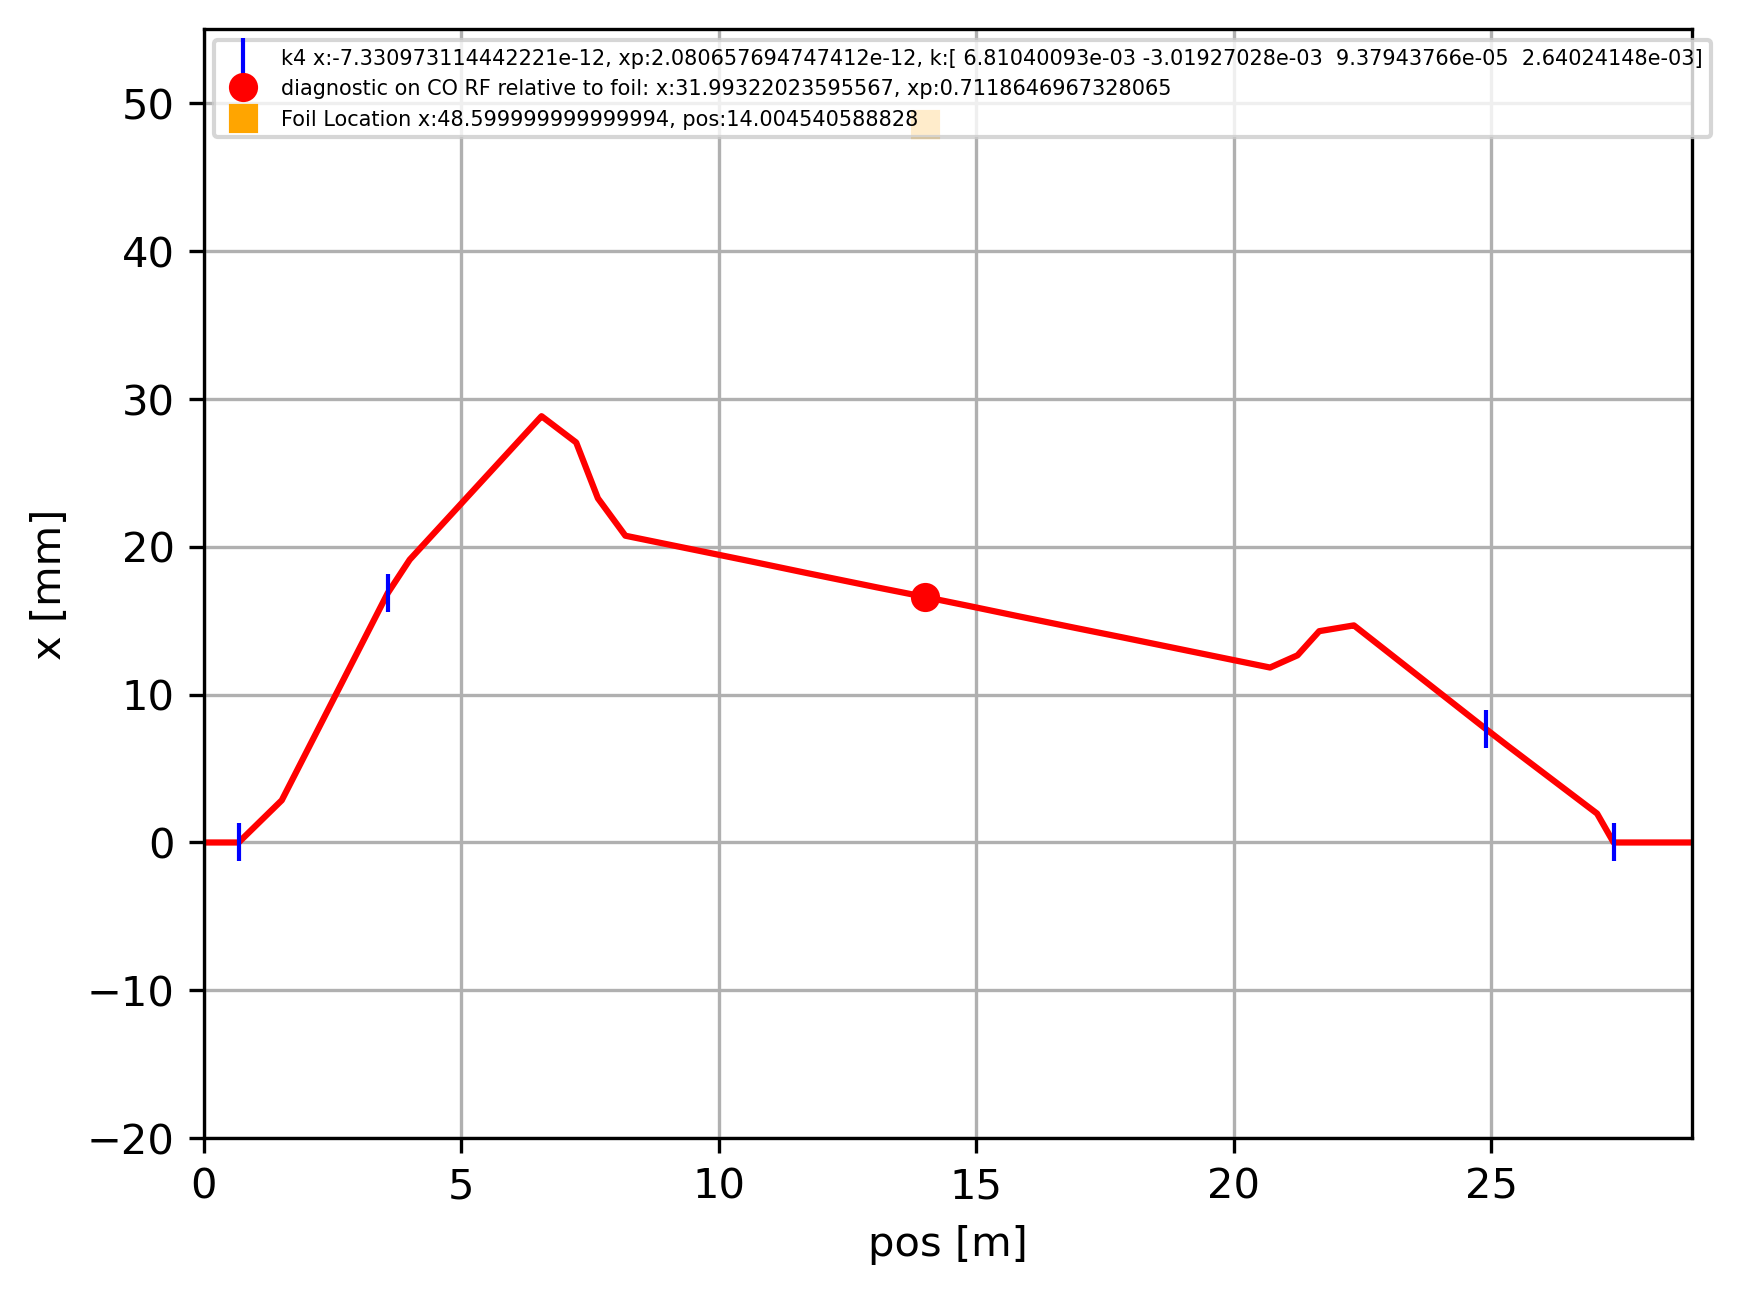 k4 x:-7.330973114442221e-12, xp:2.080657694747412e-12, k:[ 6.81040093e-03 -3.01927028e-03  9.37943766e-05  2.64024148e-03]
diagnostic on CO RF relative to foil: x:31.99322023595567, xp:0.7118646967328065
Foil Location x:48.599999999999994, pos:14.004540588828
50
40
30
20
10
0
−10
−20
x [mm]
0 5 10 15 20 25
pos [m]